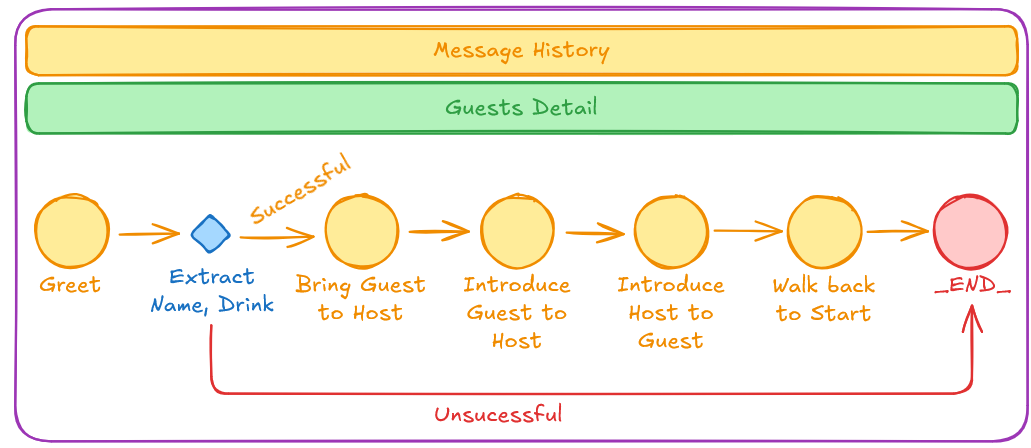 Message History
Guests Detail
Successful
Greet
Extract
Name, Drink
Bring Guest
to Host
Introduce
Guest to
Host
Introduce
Host to
Guest
Walk back
to Start
_END_
Unsucessful